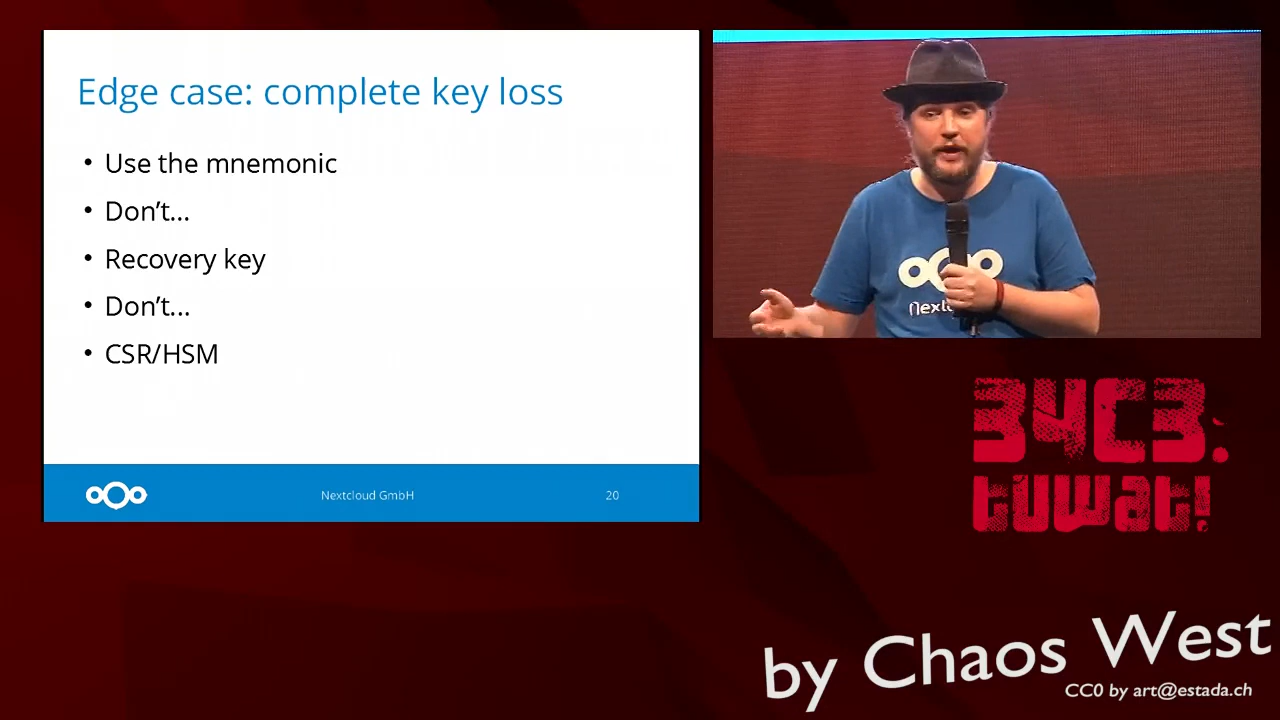 Edge case: complete key loss
• Use the mnemonic
• Don’t...
• Recovery key
• Don’t...
• CSR/HSM
Nextcloud GmbH
20
34C3:
tuwat!
by Chaos West
CC0 by art@estada.ch